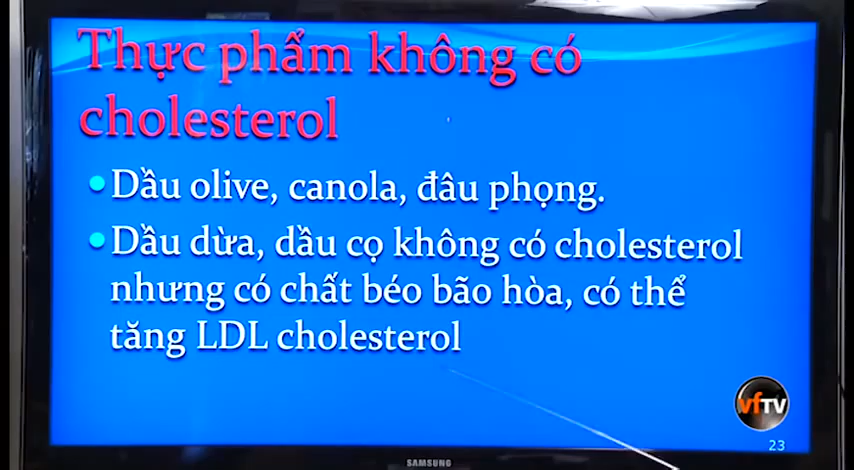 Thực phẩm không có
cholesterol
• Dầu olive, canola, đâu phọng.
• Dầu dừa, dầu cọ không có cholesterol
nhưng có chất béo bão hòa, có thể
tăng LDL cholesterol
vfTV
23
SAMSUNG